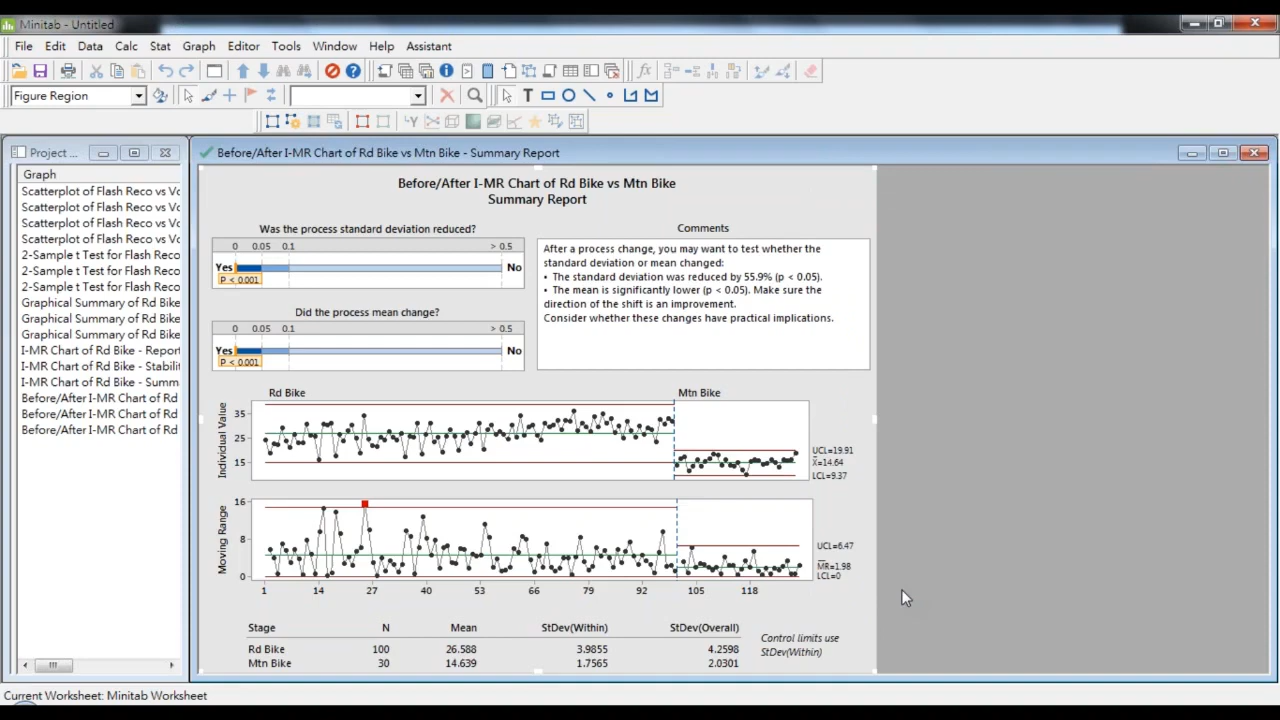 Minitab - Untitled
File Edit Data Calc Stat Graph Editor Tools Window Help Assistant
Figure Region
Project ...
Graph
Scatterplot of Flash Reco vs Vo
Scatterplot of Flash Reco vs Vo
Scatterplot of Flash Reco vs Vo
Scatterplot of Flash Reco vs Vo
2-Sample t Test for Flash Reco
2-Sample t Test for Flash Reco
2-Sample t Test for Flash Reco
Graphical Summary of Rd Bike
Graphical Summary of Rd Bike
Graphical Summary of Rd Bike
I-MR Chart of Rd Bike - Report
I-MR Chart of Rd Bike - Stabili
I-MR Chart of Rd Bike - Summ
Before/After I-MR Chart of Rd
Before/After I-MR Chart of Rd
Before/After I-MR Chart of Rd
Before/After I-MR Chart of Rd Bike vs Mtn Bike - Summary Report
Before/After I-MR Chart of Rd Bike vs Mtn Bike
Summary Report
Was the process standard deviation reduced?
0 0.05 0.1 > 0.5
Yes No
P < 0.001
Did the process mean change?
0 0.05 0.1 > 0.5
Yes No
P < 0.001
Comments
After a process change, you may want to test whether the
standard deviation or mean changed:
• The standard deviation was reduced by 55.9% (p < 0.05).
• The mean is significantly lower (p < 0.05). Make sure the
direction of the shift is an improvement.
Consider whether these changes have practical implications.
Rd Bike Mtn Bike
Individual Value
35
25
15
UCL=19.91
X̄=14.64
LCL=9.37
Moving Range
16
8
0
UCL=6.47
M̅R̅=1.98
LCL=0
1 14 27 40 53 66 79 92 105 118
Stage N Mean StDev(Within) StDev(Overall)
Rd Bike 100 26.588 3.9855 4.2598
Mtn Bike 30 14.639 1.7565 2.0301
Control limits use
StDev(Within)
Current Worksheet: Minitab Worksheet